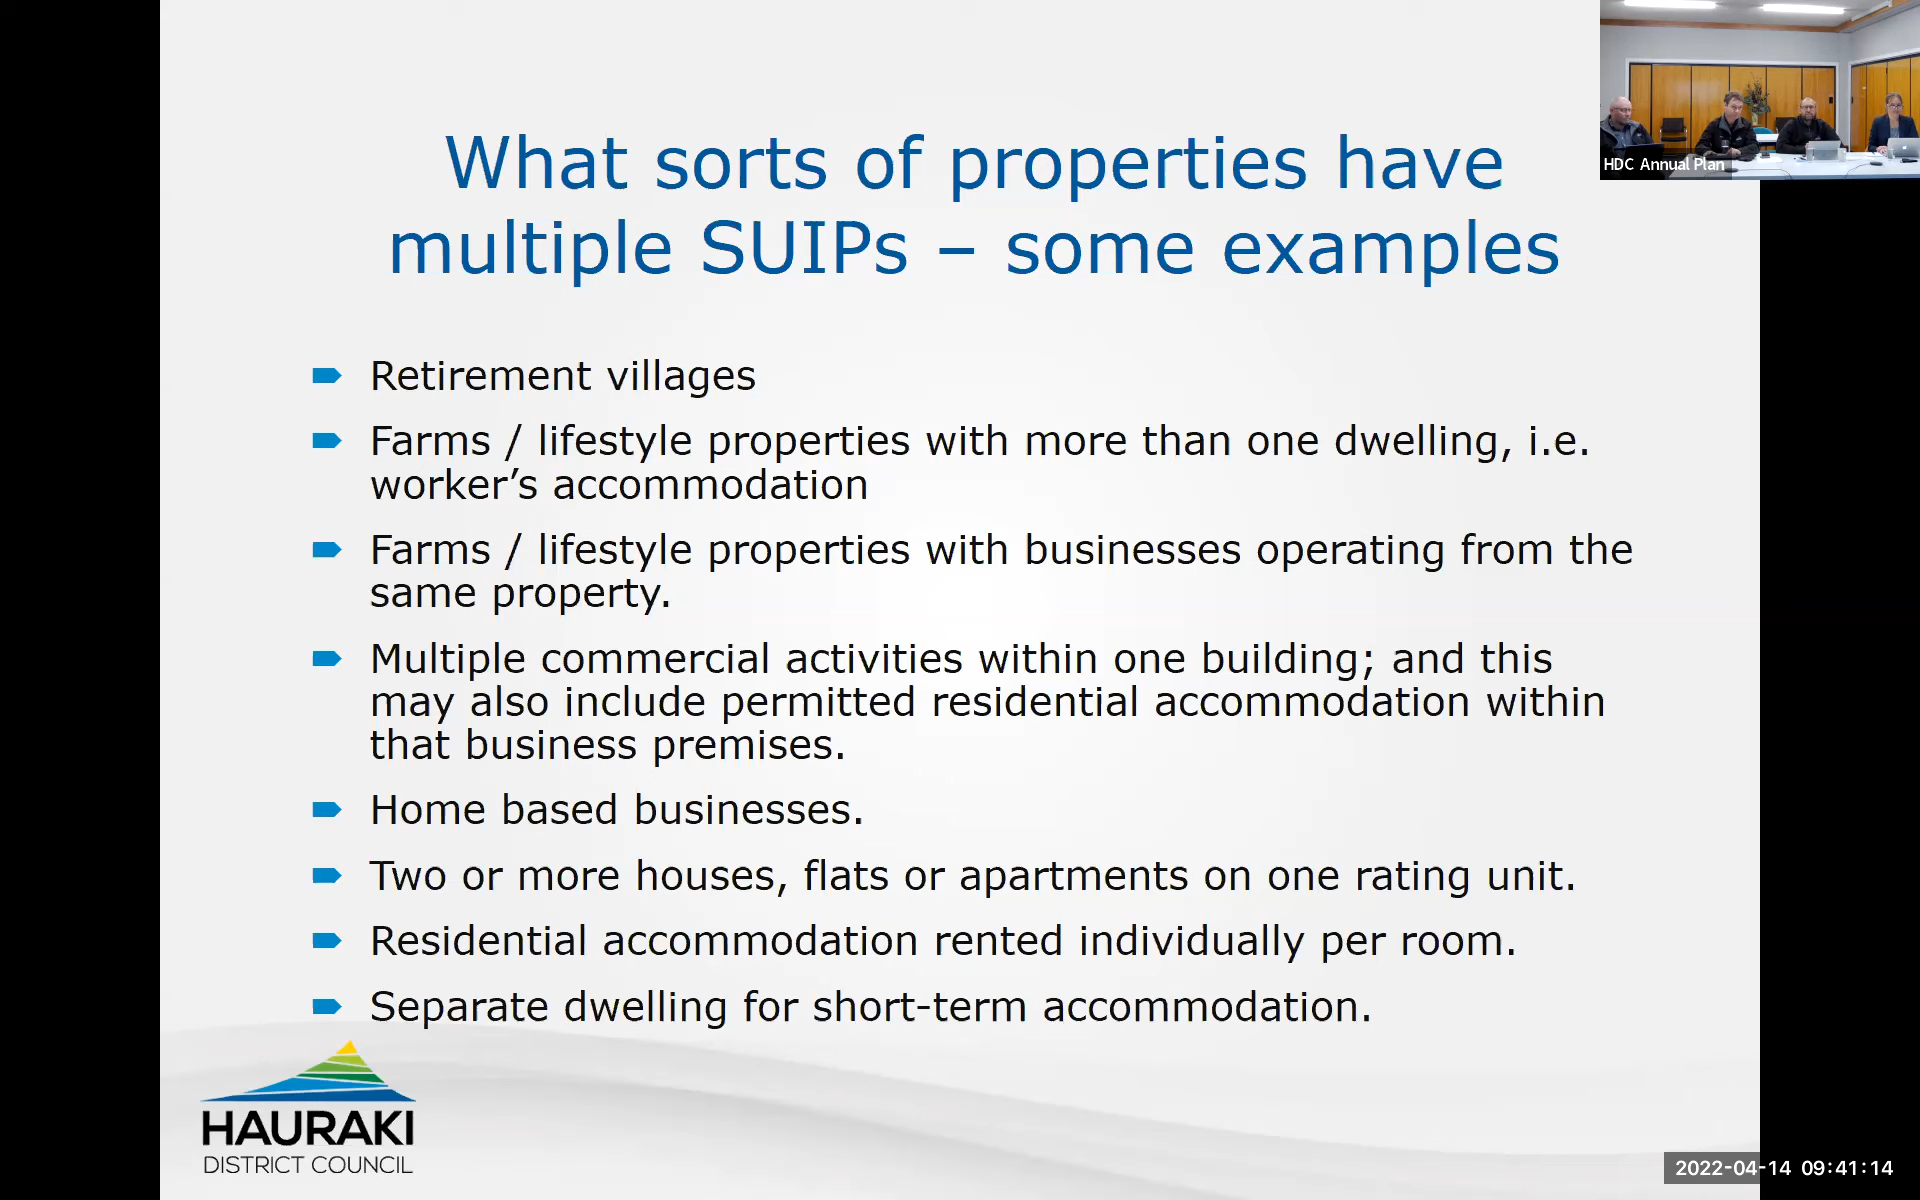 What sorts of properties have
multiple SUIPs – some examples
HDC Annual Plan
Retirement villages
Farms / lifestyle properties with more than one dwelling, i.e.
worker’s accommodation
Farms / lifestyle properties with businesses operating from the
same property.
Multiple commercial activities within one building; and this
may also include permitted residential accommodation within
that business premises.
Home based businesses.
Two or more houses, flats or apartments on one rating unit.
Residential accommodation rented individually per room.
Separate dwelling for short-term accommodation.
HAURAKI
DISTRICT COUNCIL
2022-04-14 09:41:14